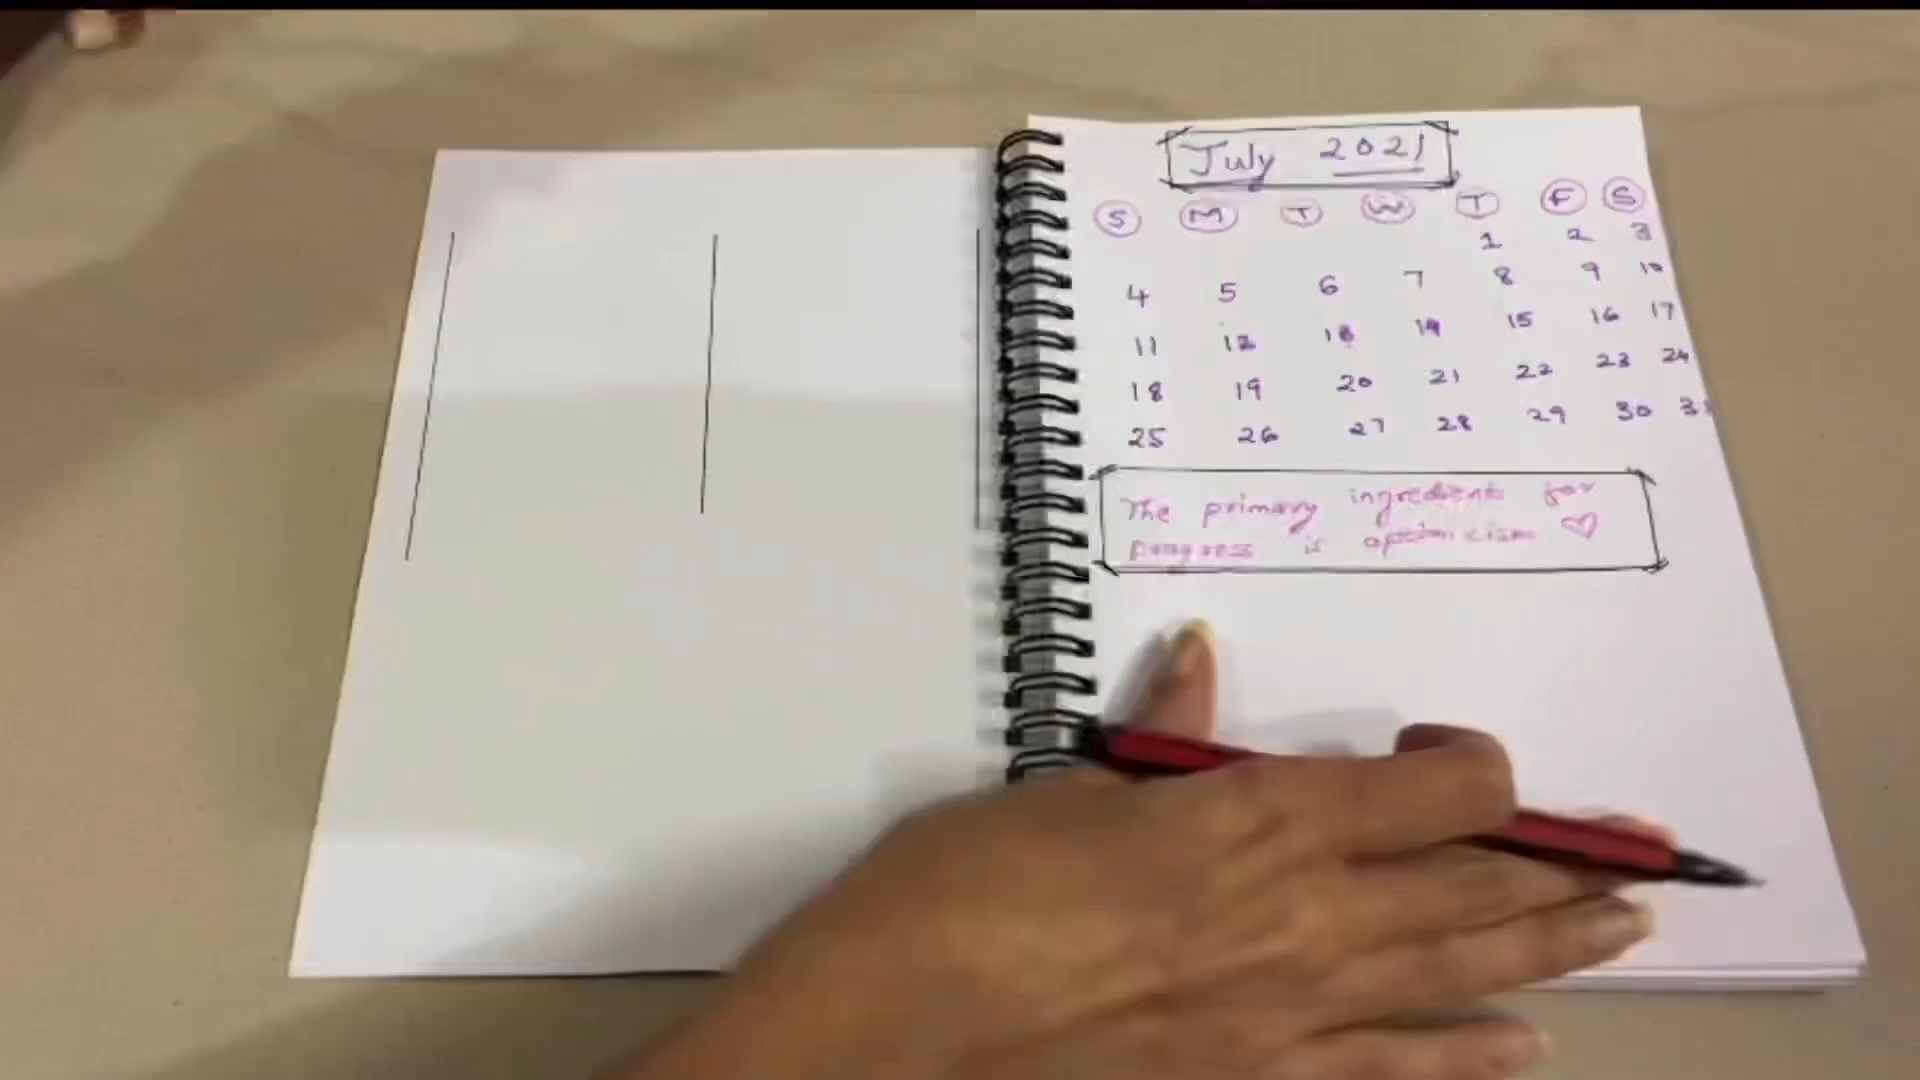 July 2021
S M T W T F S
1 2 3
4 5 6 7 8 9 10
11 12 13 14 15 16 17
18 19 20 21 22 23 24
25 26 27 28 29 30 31
The primary ingredient for
progress is optimism